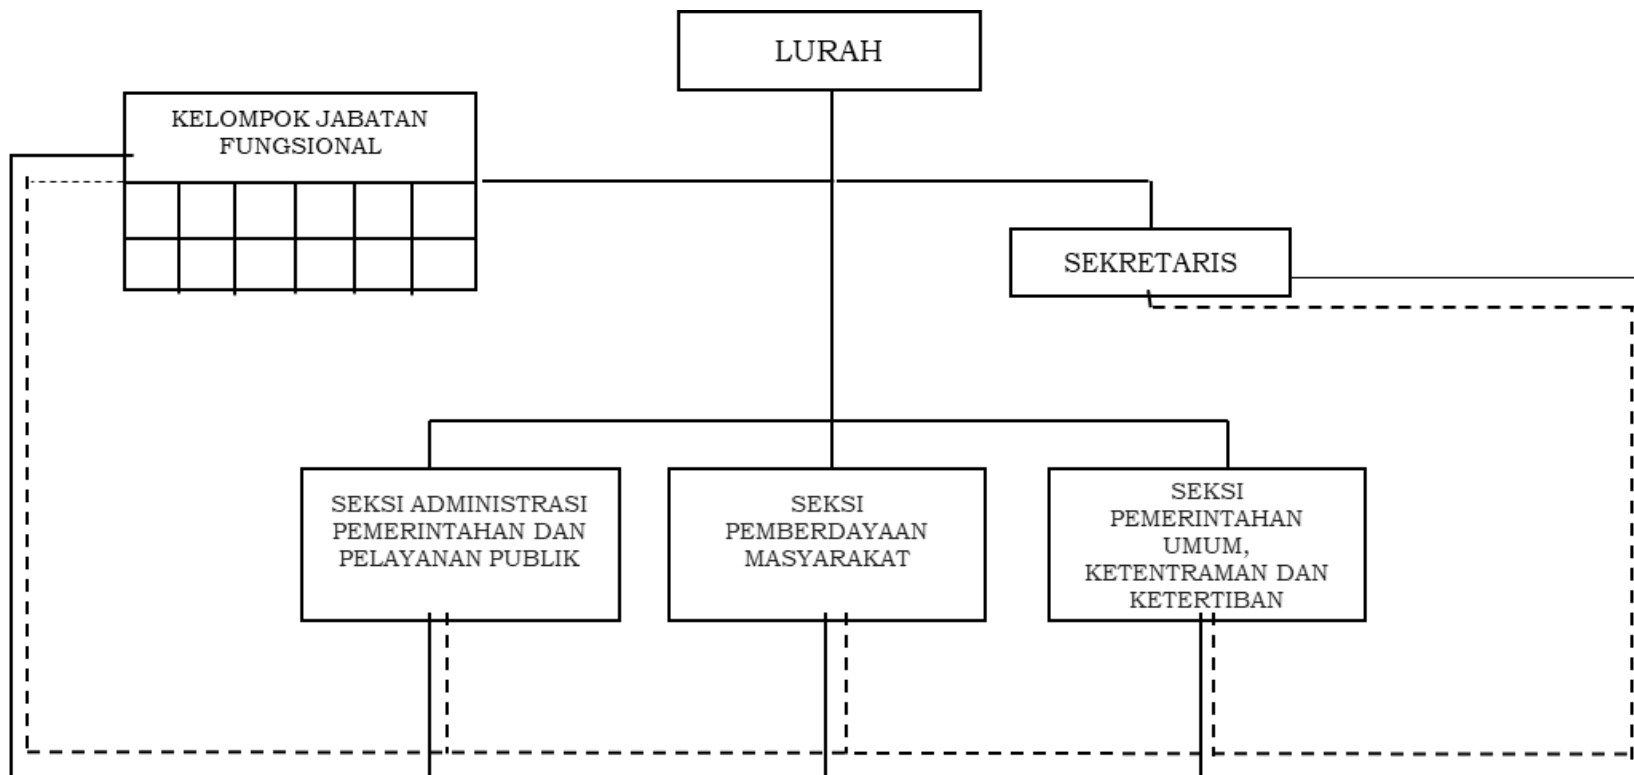 LURAH
KELOMPOK JABATAN
FUNGSIONAL
SEKRETARIS
SEKSI ADMINISTRASI
PEMERINTAHAN DAN
PELAYANAN PUBLIK
SEKSI
PEMBERDAYAAN
MASYARAKAT
SEKSI
PEMERINTAHAN
UMUM,
KETENTRAMAN DAN
KETERTIBAN